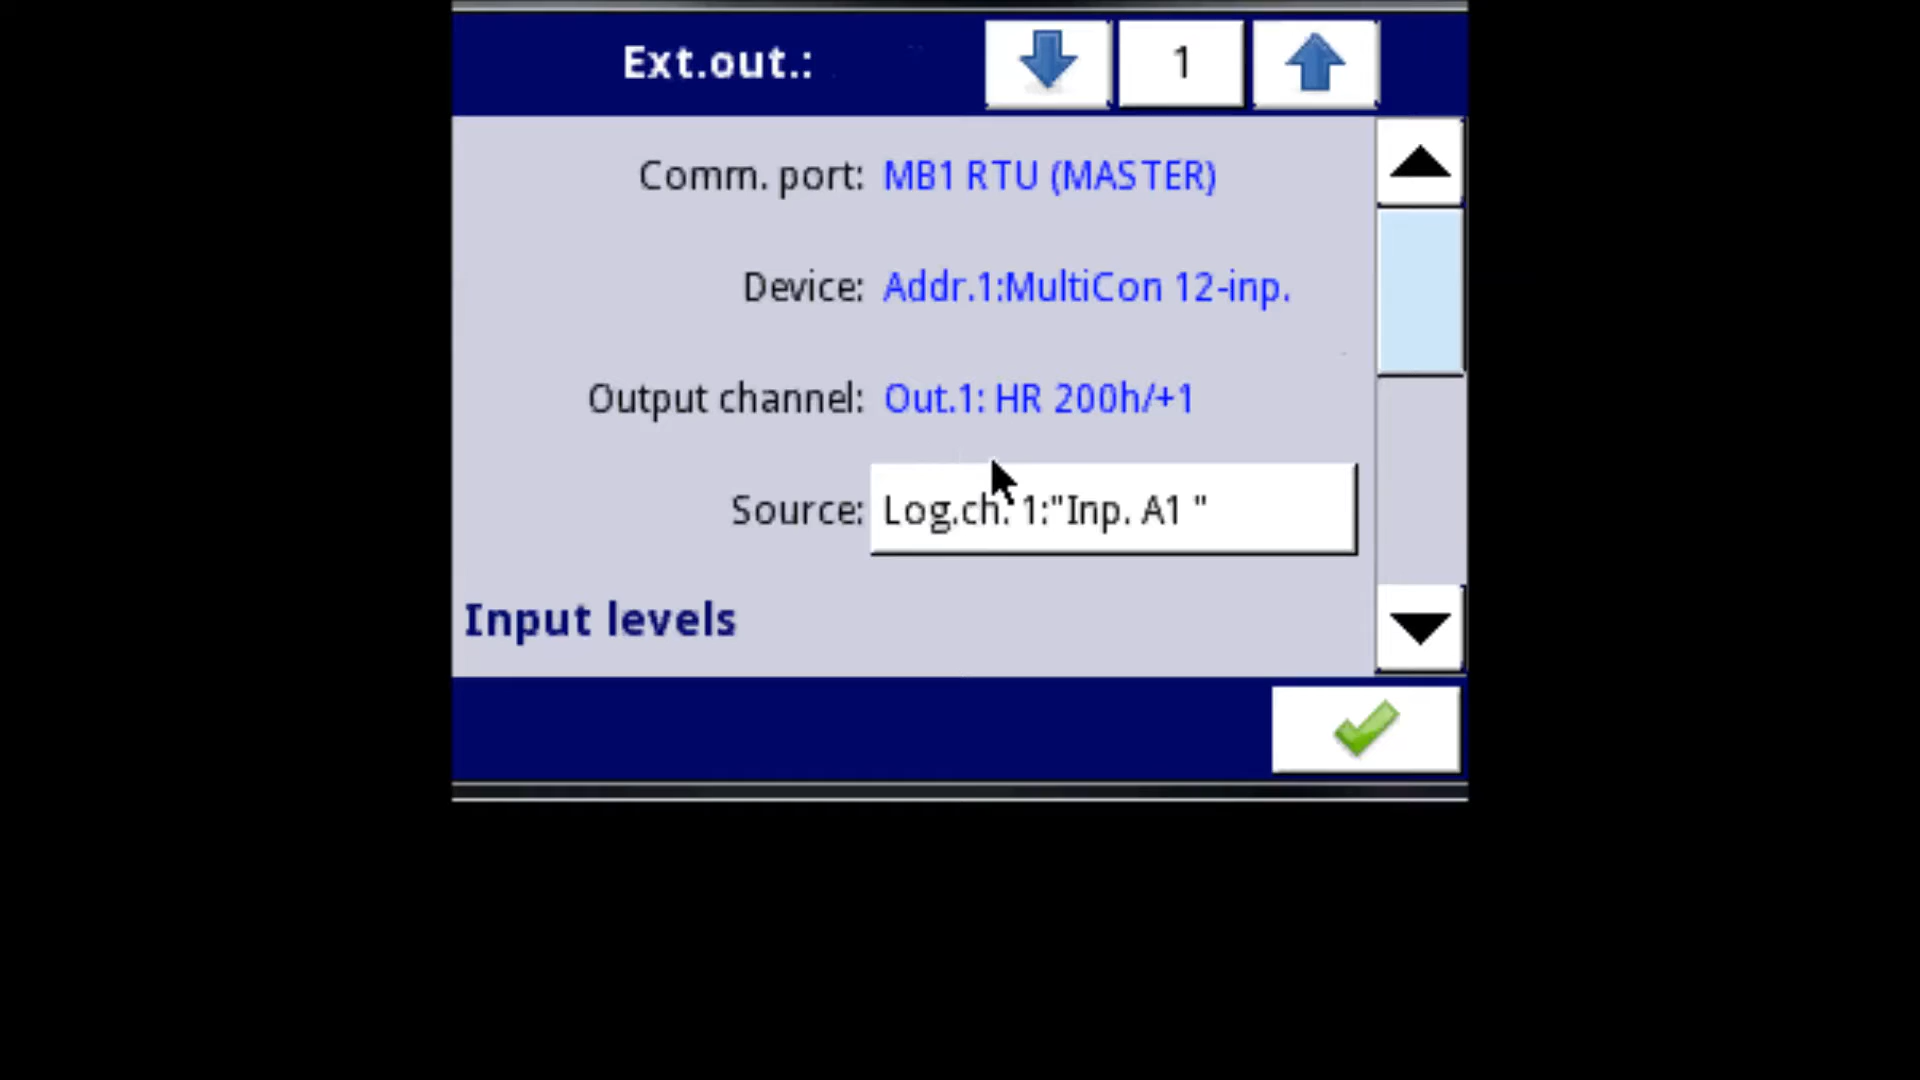 Ext.out.: 1
Comm. port: MB1 RTU (MASTER)
Device: Addr.1:MultiCon 12-inp.
Output channel: Out.1: HR 200h/+1
Source: Log.ch. 1:"Inp. A1 "
Input levels